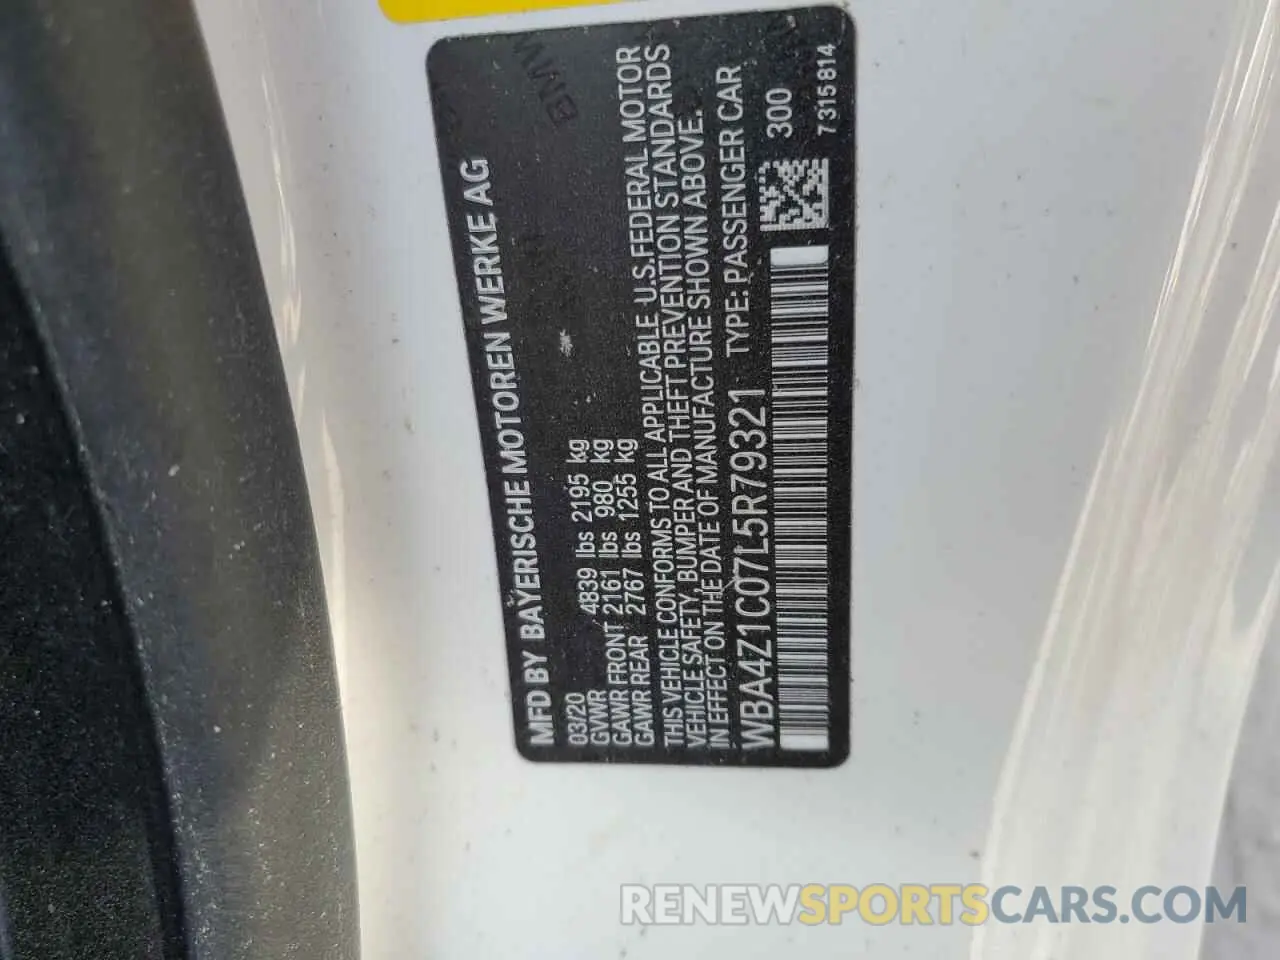 MFD BY BAYERISCHE MOTOREN WERKE AG
03/20
GVWR 4839 lbs 2195 kg
GAWR FRONT 2161 lbs 980 kg
GAWR REAR 2767 lbs 1255 kg
THIS VEHICLE CONFORMS TO ALL APPLICABLE U.S.FEDERAL MOTOR
VEHICLE SAFETY, BUMPER AND THEFT PREVENTION STANDARDS
IN EFFECT ON THE DATE OF MANUFACTURE SHOWN ABOVE.
WBA4Z1C07L5R79321 TYPE: PASSENGER CAR
300
7315814
BMW
RENEWSPORTSCARS.COM